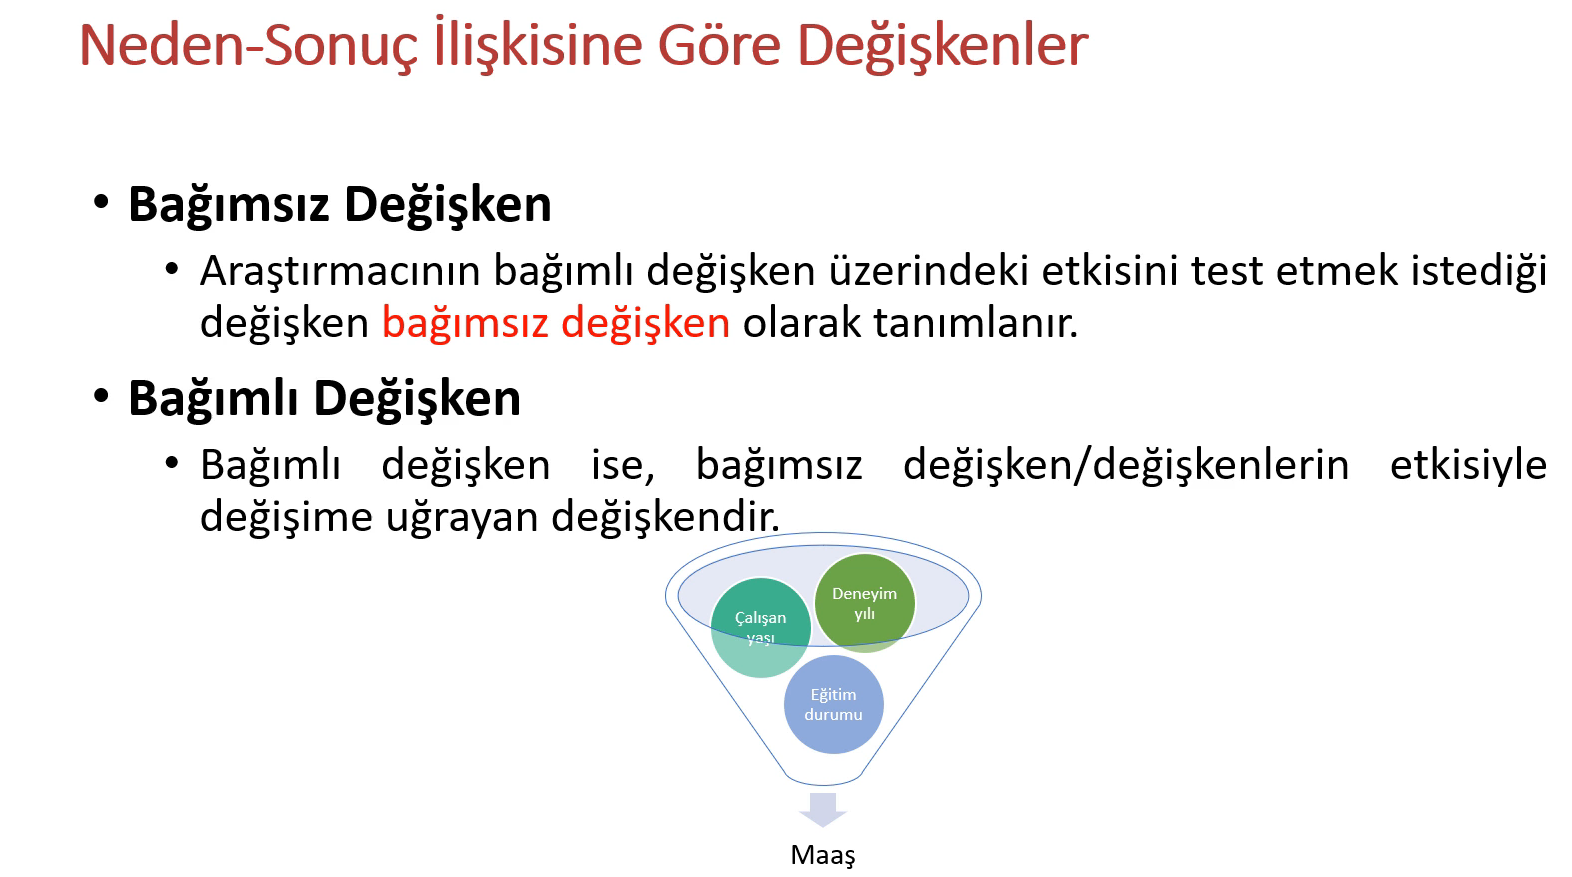 Neden-Sonuç İlişkisine Göre Değişkenler
• Bağımsız Değişken
• Araştırmacının bağımlı değişken üzerindeki etkisini test etmek istediği
değişken bağımsız değişken olarak tanımlanır.
• Bağımlı Değişken
• Bağımlı değişken ise, bağımsız değişken/değişkenlerin etkisiyle
değişime uğrayan değişkendir.
Deneyim
yılı
Çalışan
yaşı
Eğitim
durumu
Maaş